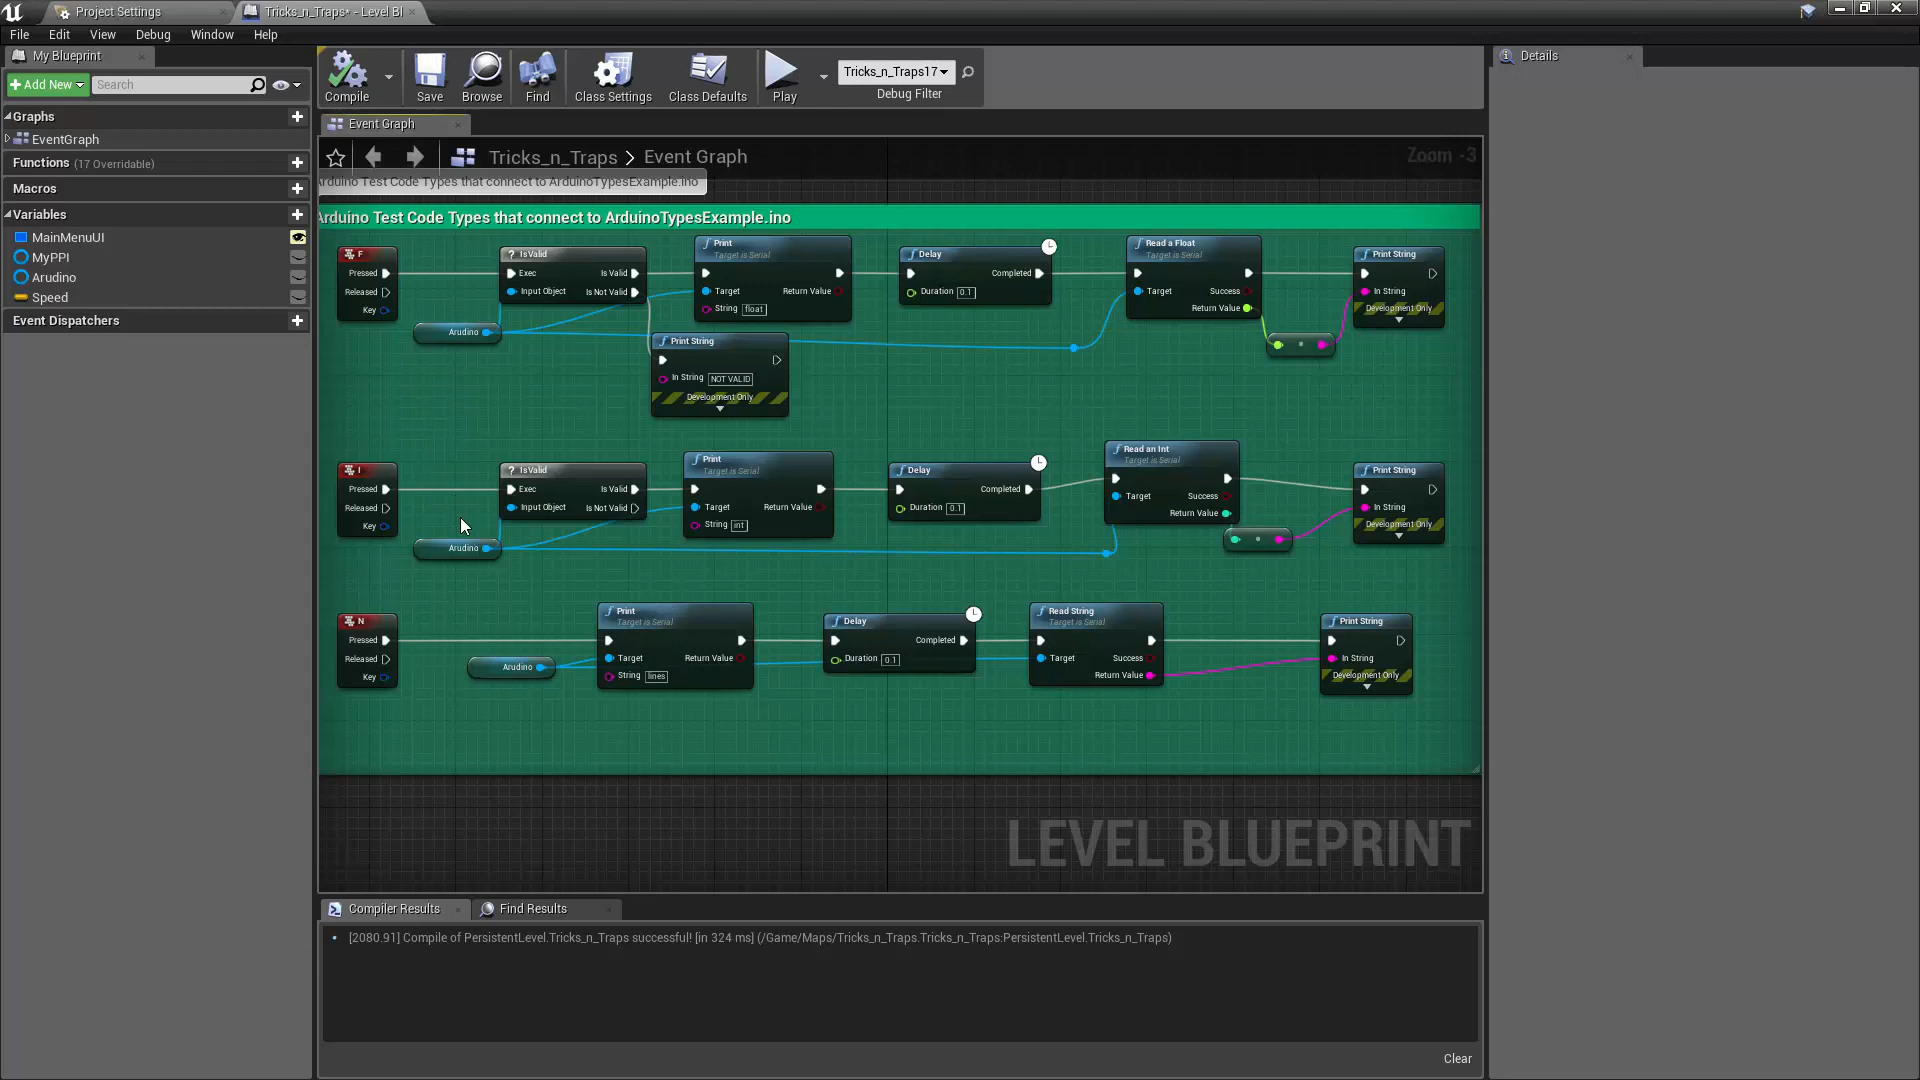 Project Settings
Tricks_n_Traps* - Level Bl
File Edit View Debug Window Help
My Blueprint
Details
Add New
Search
Compile
Save
Browse
Find
Class Settings
Class Defaults
Play
Tricks_n_Traps17
Debug Filter
Graphs
EventGraph
Functions (17 Overridable)
Macros
Variables
MainMenuUI
MyPPI
Arudino
Speed
Event Dispatchers
Event Graph
Tricks_n_Traps > Event Graph
Zoom -3
Arduino Test Code Types that connect to ArduinoTypesExample.ino
Arduino Test Code Types that connect to ArduinoTypesExample.ino
F
Pressed
Released
Key
Arudino
? IsValid
Exec Is Valid
Input Object Is Not Valid
Print
Target is Serial
Target Return Value
String float
Print String
In String NOT VALID
Development Only
Delay
Completed
Duration 0.1
Read a Float
Target is Serial
Target Success
Return Value
Print String
In String
Development Only
I
Pressed
Released
Key
Arudino
? IsValid
Exec Is Valid
Input Object Is Not Valid
Print
Target is Serial
Target Return Value
String int
Delay
Completed
Duration 0.1
Read an Int
Target is Serial
Target Success
Return Value
Print String
In String
Development Only
N
Pressed
Released
Key
Arudino
Print
Target is Serial
Target Return Value
String lines
Delay
Completed
Duration 0.1
Read String
Target is Serial
Target Success
Return Value
Print String
In String
Development Only
LEVEL BLUEPRINT
Compiler Results
Find Results
[2080.91] Compile of PersistentLevel.Tricks_n_Traps successful! [in 324 ms] (/Game/Maps/Tricks_n_Traps.Tricks_n_Traps:PersistentLevel.Tricks_n_Traps)
Clear